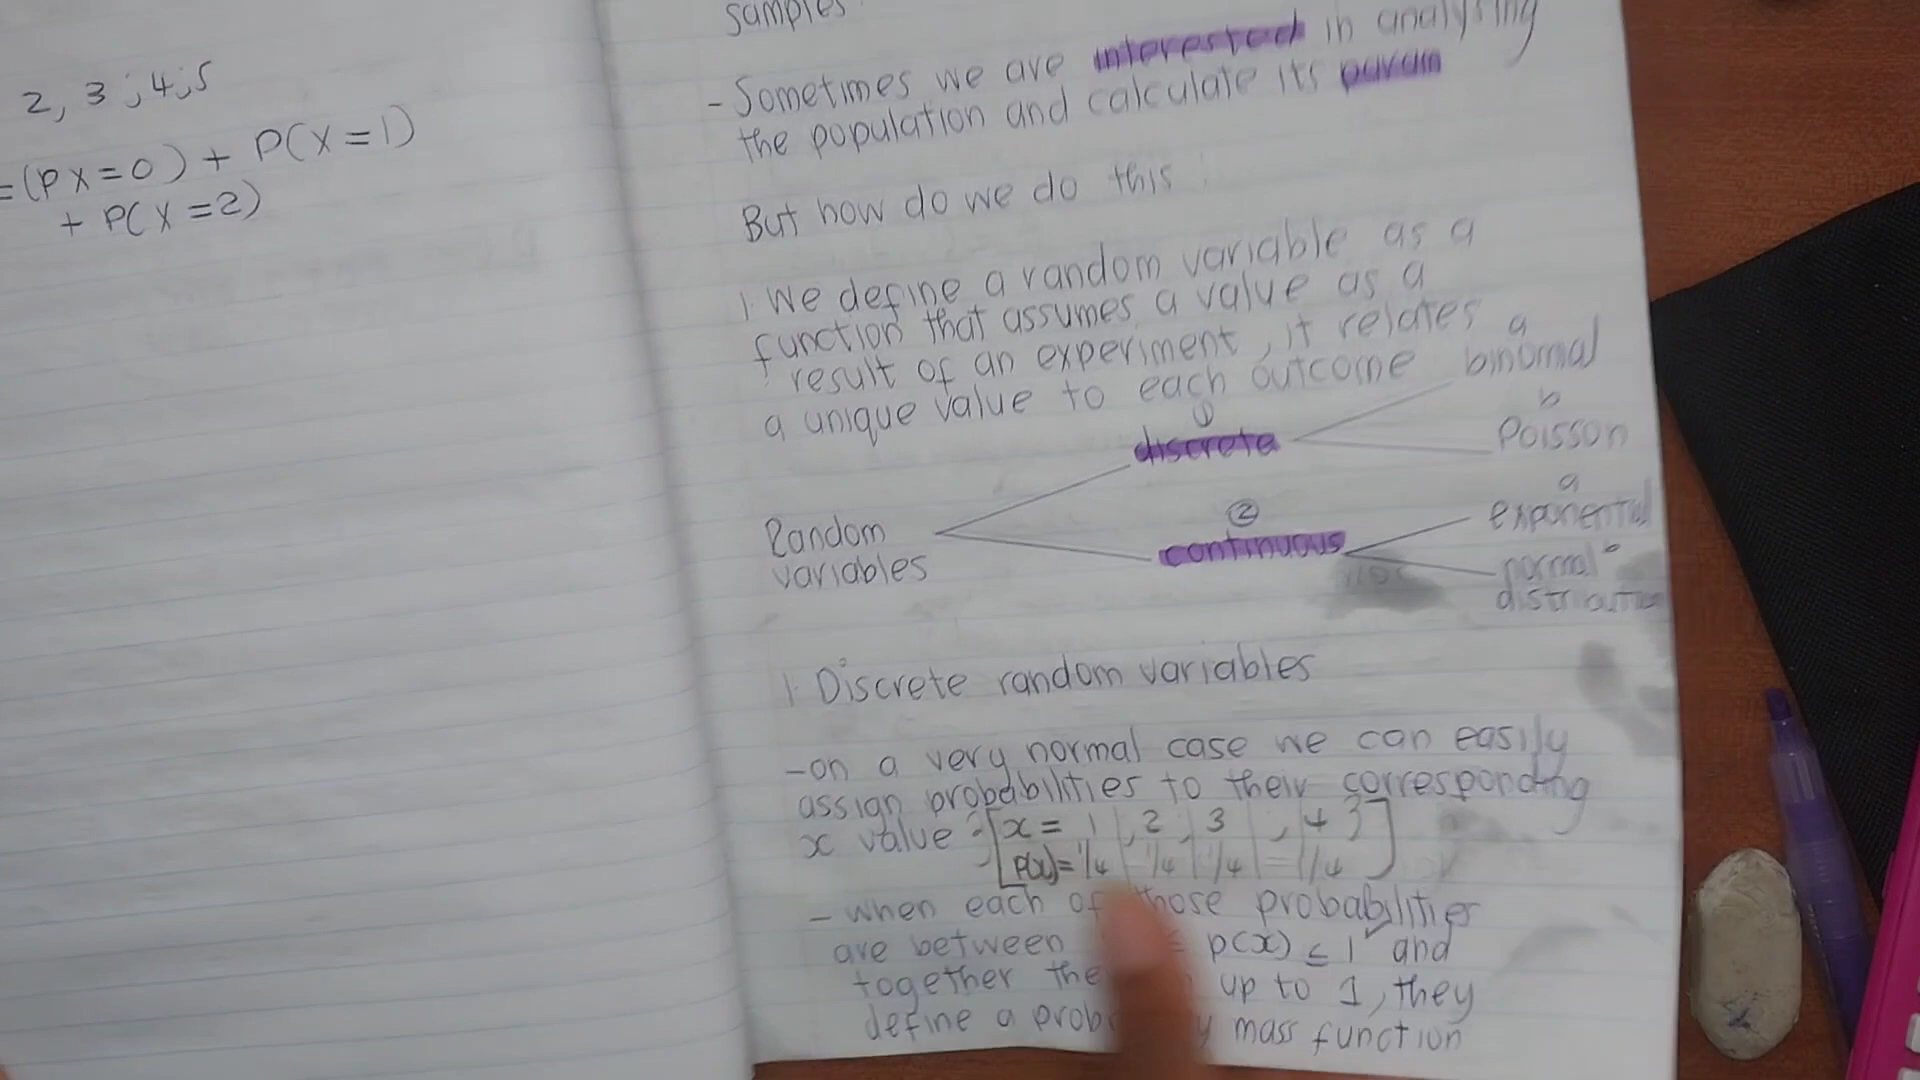 2, 3 ; 4 ; 5
= (P X = 0 ) + P(X = 1)
+ P( X = 2)
samples
- Sometimes we are interested in analysing
the population and calculate its param
But how do we do this
1. We define a random variable as a
function that assumes a value as a
result of an experiment, it relates
a unique value to each outcome
a
binomial
1
discrete
b
Poisson
Random
variables
2
continuous
a
exponential
normal
distribution
1. Discrete random variables
- on a very normal case we can easily
assign probabilities to their corresponding
x value
x = 1, 2, 3, 4
P(x) = 1/4 1/4 1/4 = 1/4
- when each of those probabilities
are between p(x) ≤ 1 and
together up to 1, they
define a mass function